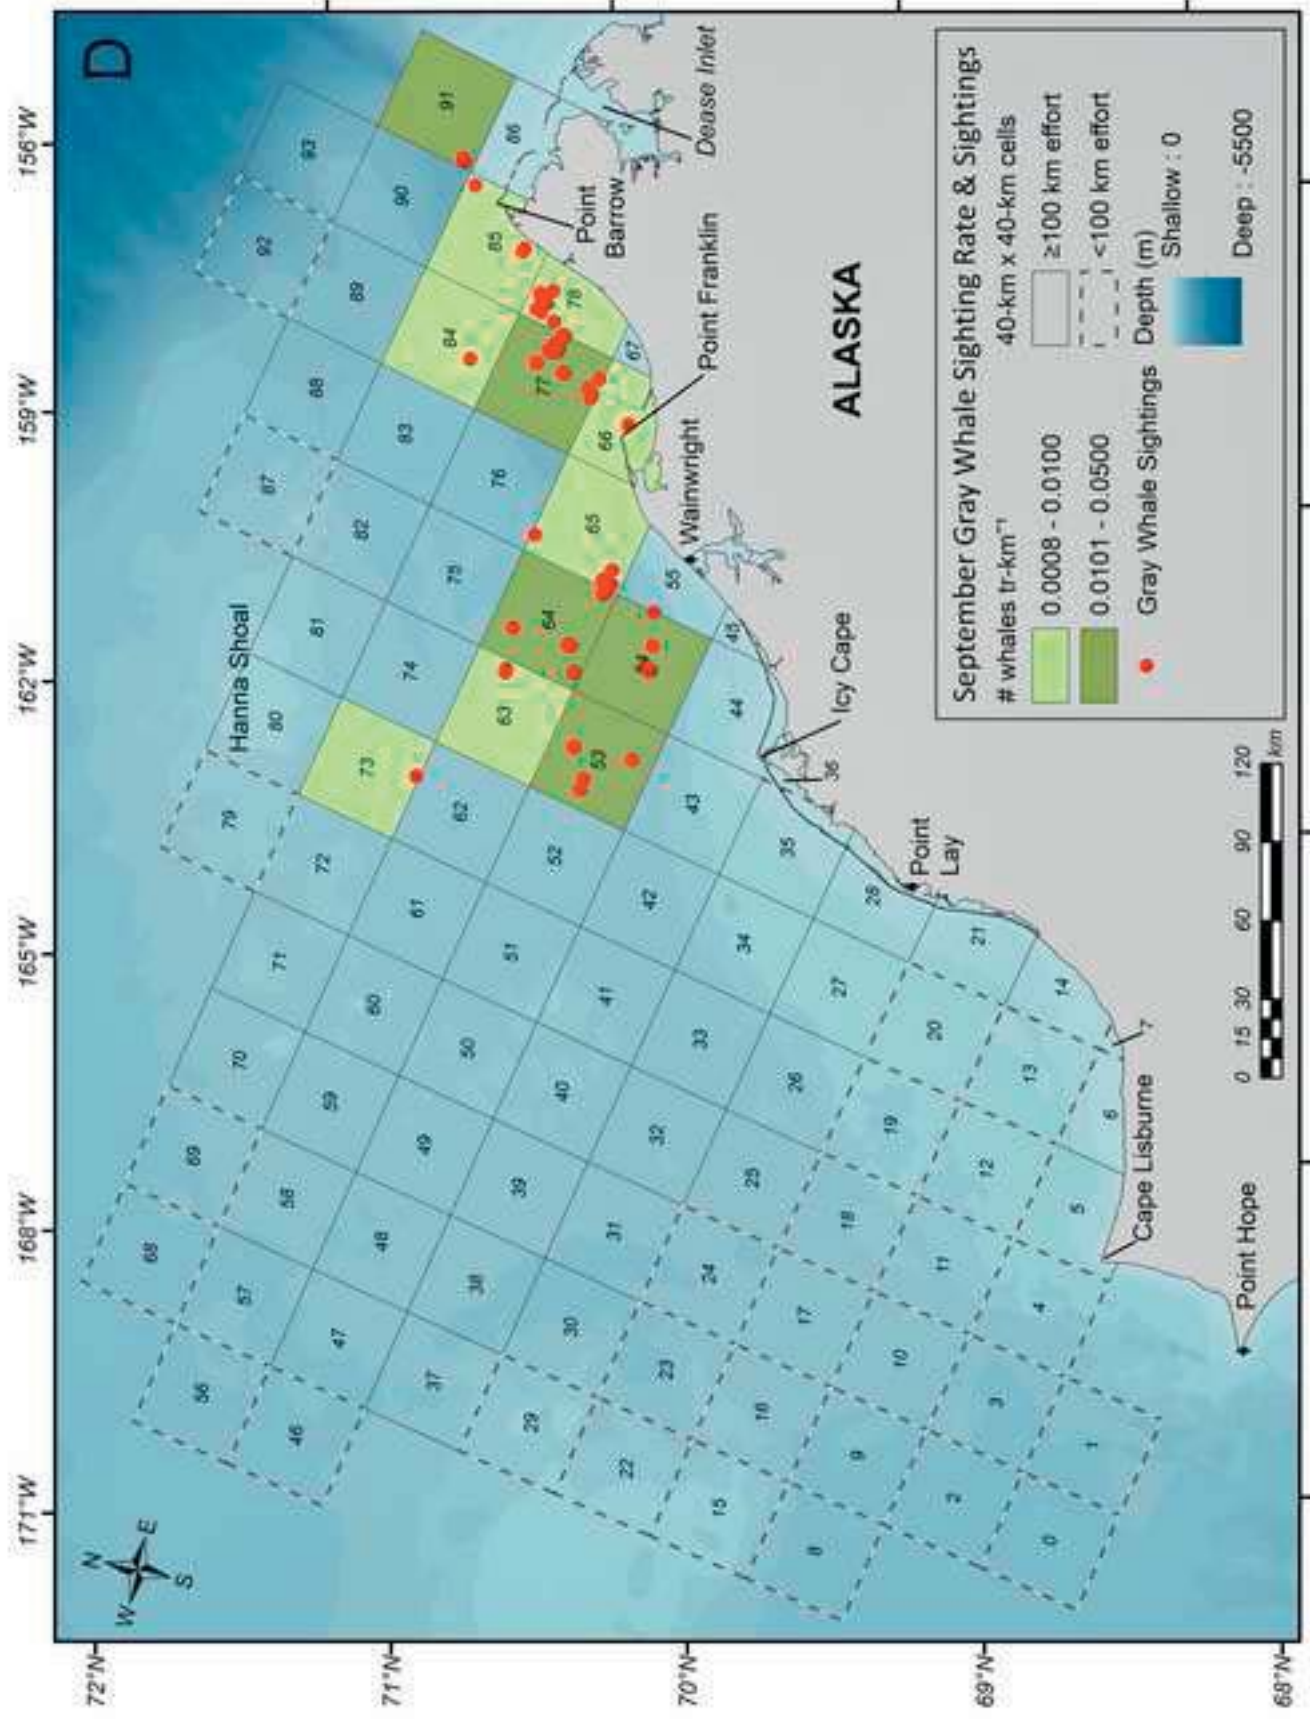 171°W
168°W
165°W
162°W
159°W
156°W
72°N
71°N
70°N
69°N
68°N
N
W E
S
D
Hanna Shoal
92 93
87 88 89 90 91
79 80 81 82 83 84 85 86
68 69 70 71 72 73 74 75 76 77 78
56 57 58 59 60 61 62 63 64 65 66 67
46 47 48 49 50 51 52 53 55
37 38 39 40 41 42 43 44 45
29 30 31 32 33 34 35 36
22 23 24 25 26 27 28
15 16 17 18 19 20 21
8 9 10 11 12 13 14
2 3 4 5 6 7
0 1
Dease Inlet
Point
Barrow
Point Franklin
Wainwright
Icy Cape
Point
Lay
Cape Lisburne
Point Hope
ALASKA
September Gray Whale Sighting Rate & Sightings
# whales tr-km⁻¹
40-km x 40-km cells
0.0008 - 0.0100
≥100 km effort
0.0101 - 0.0500
<100 km effort
Gray Whale Sightings
Depth (m)
Shallow : 0
Deep : -5500
0 15 30 60 90 120
km